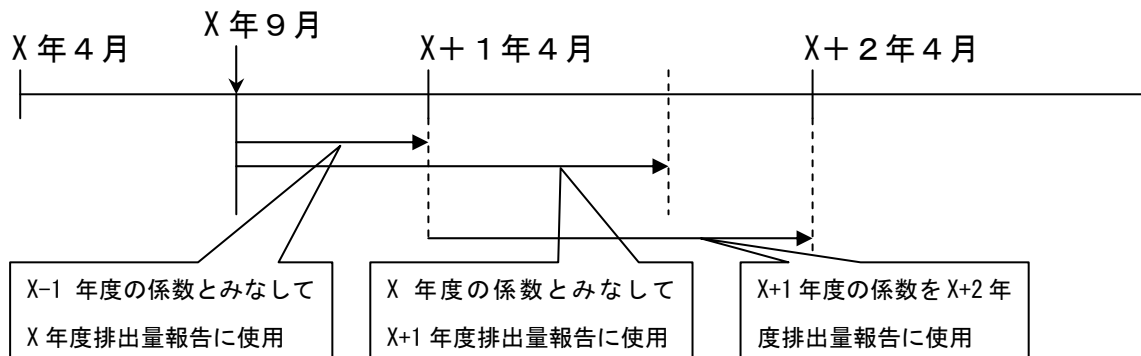 X年4月
X年9月
X＋1年4月
X＋2年4月
X-1 年度の係数とみなして
X年度排出量報告に使用
X 年度の係数とみなして
X+1 年度排出量報告に使用
X+1 年度の係数を X+2 年
度排出量報告に使用